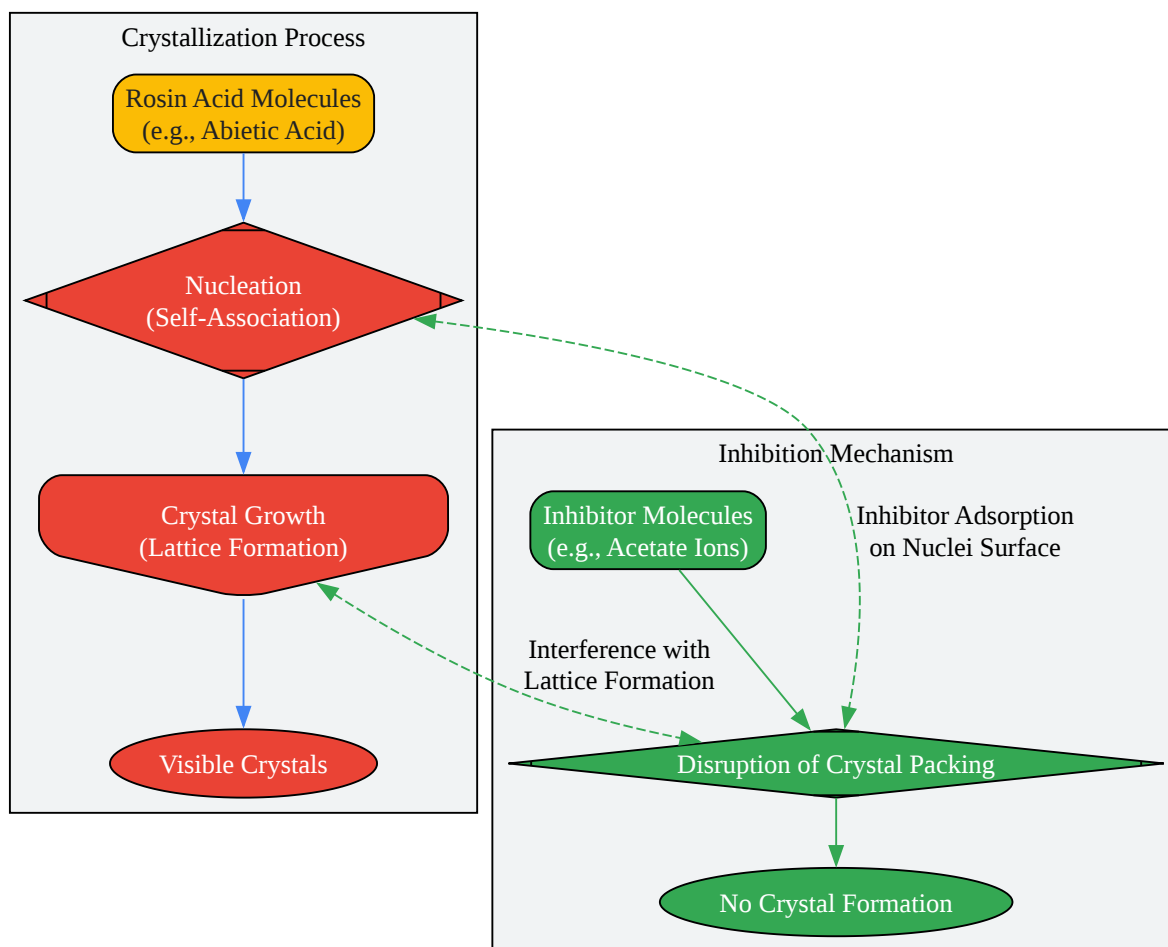 Crystallization Process
Rosin Acid Molecules
(e.g., Abietic Acid)
Nucleation
(Self-Association)
Crystal Growth
(Lattice Formation)
Visible Crystals
Inhibition Mechanism
Inhibitor Molecules
(e.g., Acetate Ions)
Inhibitor Adsorption
on Nuclei Surface
Interference with
Lattice Formation
Disruption of Crystal Packing
No Crystal Formation